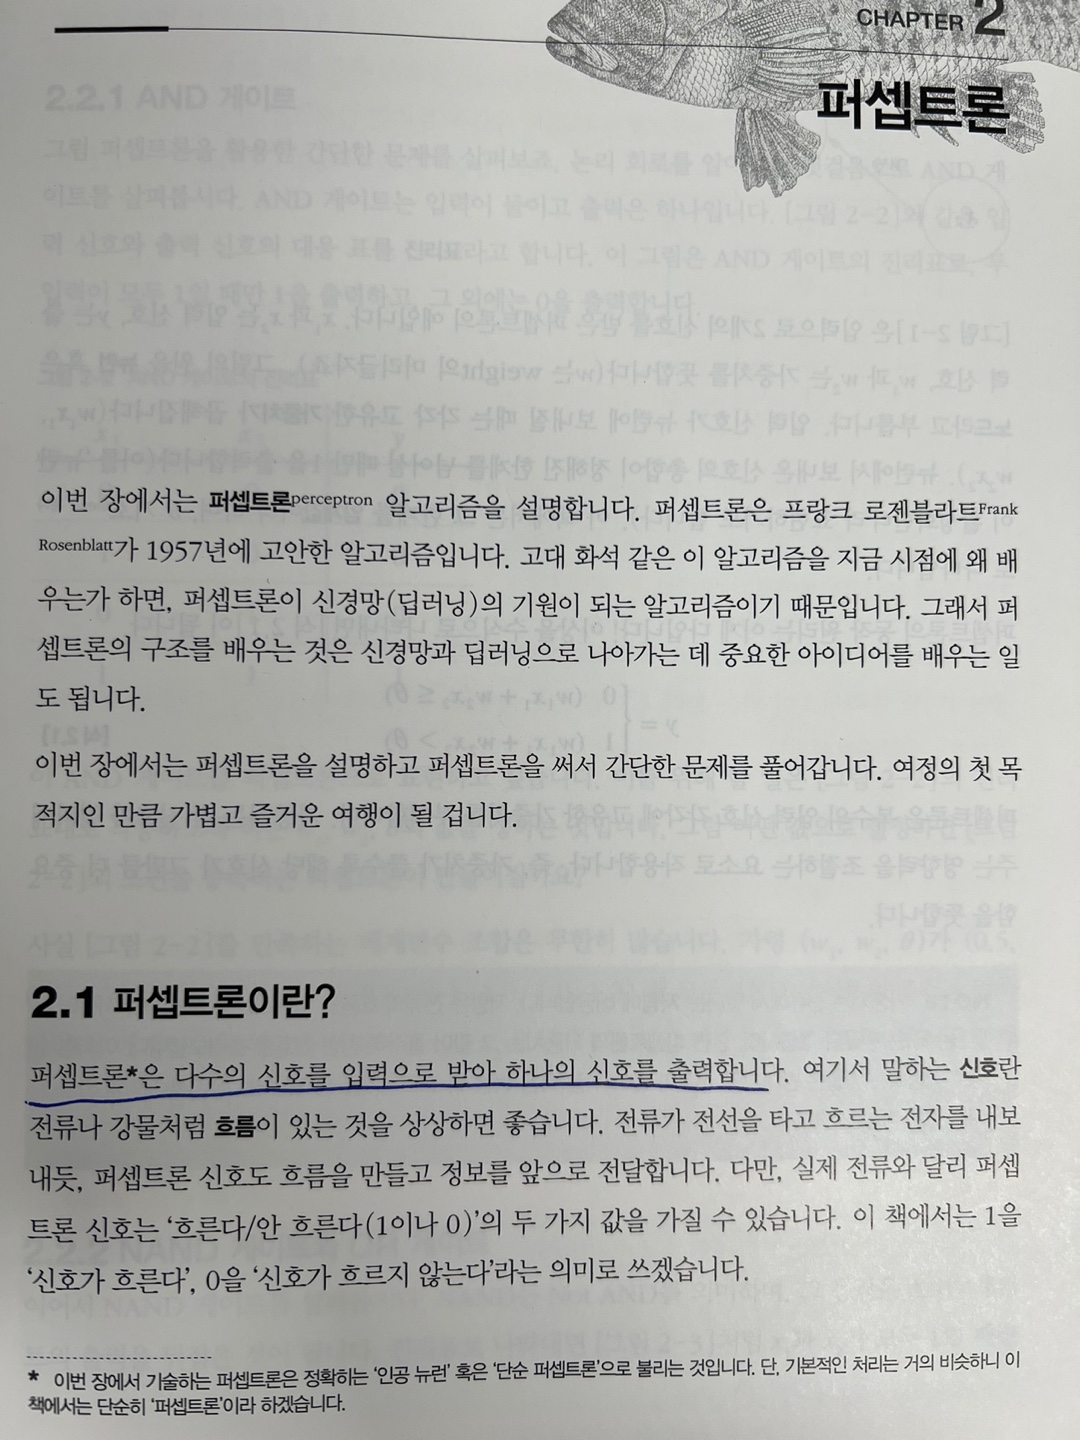 CHAPTER 2
퍼셉트론
이번 장에서는 퍼셉트론perceptron 알고리즘을 설명합니다. 퍼셉트론은 프랑크 로젠블라트Frank
Rosenblatt가 1957년에 고안한 알고리즘입니다. 고대 화석 같은 이 알고리즘을 지금 시점에 왜 배
우는가 하면, 퍼셉트론이 신경망(딥러닝)의 기원이 되는 알고리즘이기 때문입니다. 그래서 퍼
셉트론의 구조를 배우는 것은 신경망과 딥러닝으로 나아가는 데 중요한 아이디어를 배우는 일
도 됩니다.
이번 장에서는 퍼셉트론을 설명하고 퍼셉트론을 써서 간단한 문제를 풀어갑니다. 여정의 첫 목
적지인 만큼 가볍고 즐거운 여행이 될 겁니다.
2.1 퍼셉트론이란?
퍼셉트론*은 다수의 신호를 입력으로 받아 하나의 신호를 출력합니다. 여기서 말하는 신호란
전류나 강물처럼 흐름이 있는 것을 상상하면 좋습니다. 전류가 전선을 타고 흐르는 전자를 내보
내듯, 퍼셉트론 신호도 흐름을 만들고 정보를 앞으로 전달합니다. 다만, 실제 전류와 달리 퍼셉
트론 신호는 ‘흐른다/안 흐른다(1이나 0)’의 두 가지 값을 가질 수 있습니다. 이 책에서는 1을
‘신호가 흐른다’, 0을 ‘신호가 흐르지 않는다’라는 의미로 쓰겠습니다.
* 이번 장에서 기술하는 퍼셉트론은 정확히는 ‘인공 뉴런’ 혹은 ‘단순 퍼셉트론’으로 불리는 것입니다. 단, 기본적인 처리는 거의 비슷하니 이
책에서는 단순히 ‘퍼셉트론’이라 하겠습니다.